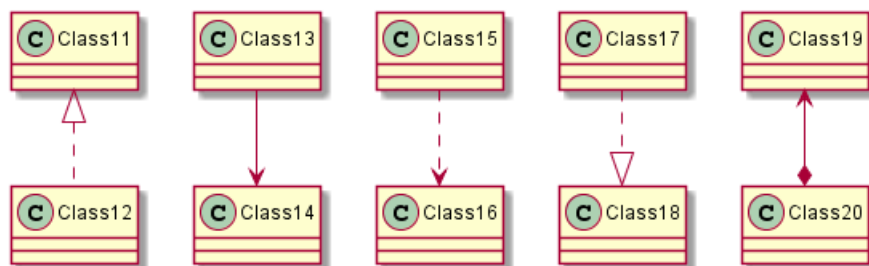 C Class11
C Class13
C Class15
C Class17
C Class19
C Class12
C Class14
C Class16
C Class18
C Class20